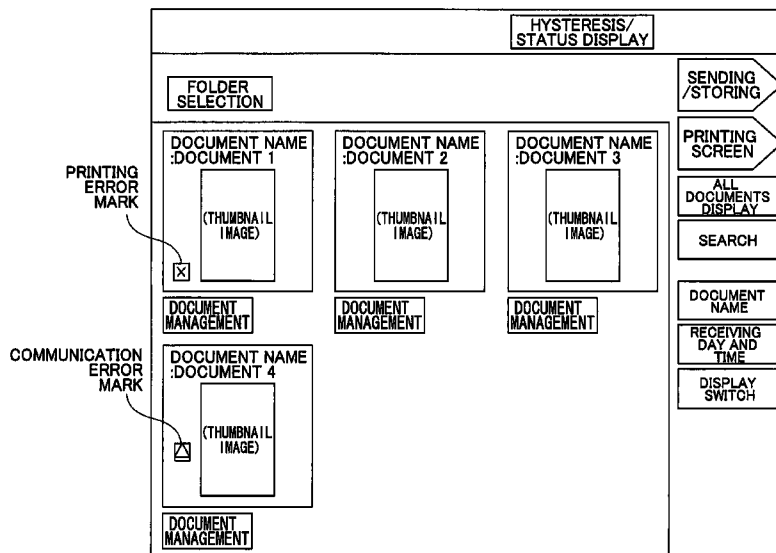 HYSTERESIS/
STATUS DISPLAY
FOLDER
SELECTION
SENDING
/STORING
PRINTING
SCREEN
ALL
DOCUMENTS
DISPLAY
SEARCH
DOCUMENT
NAME
RECEIVING
DAY AND
TIME
DISPLAY
SWITCH
DOCUMENT NAME
:DOCUMENT 1
(THUMBNAIL
IMAGE)
X
DOCUMENT
MANAGEMENT
DOCUMENT NAME
:DOCUMENT 2
(THUMBNAIL
IMAGE)
DOCUMENT
MANAGEMENT
DOCUMENT NAME
:DOCUMENT 3
(THUMBNAIL
IMAGE)
DOCUMENT
MANAGEMENT
PRINTING
ERROR
MARK
DOCUMENT NAME
:DOCUMENT 4
(THUMBNAIL
IMAGE)
DOCUMENT
MANAGEMENT
COMMUNICATION
ERROR
MARK